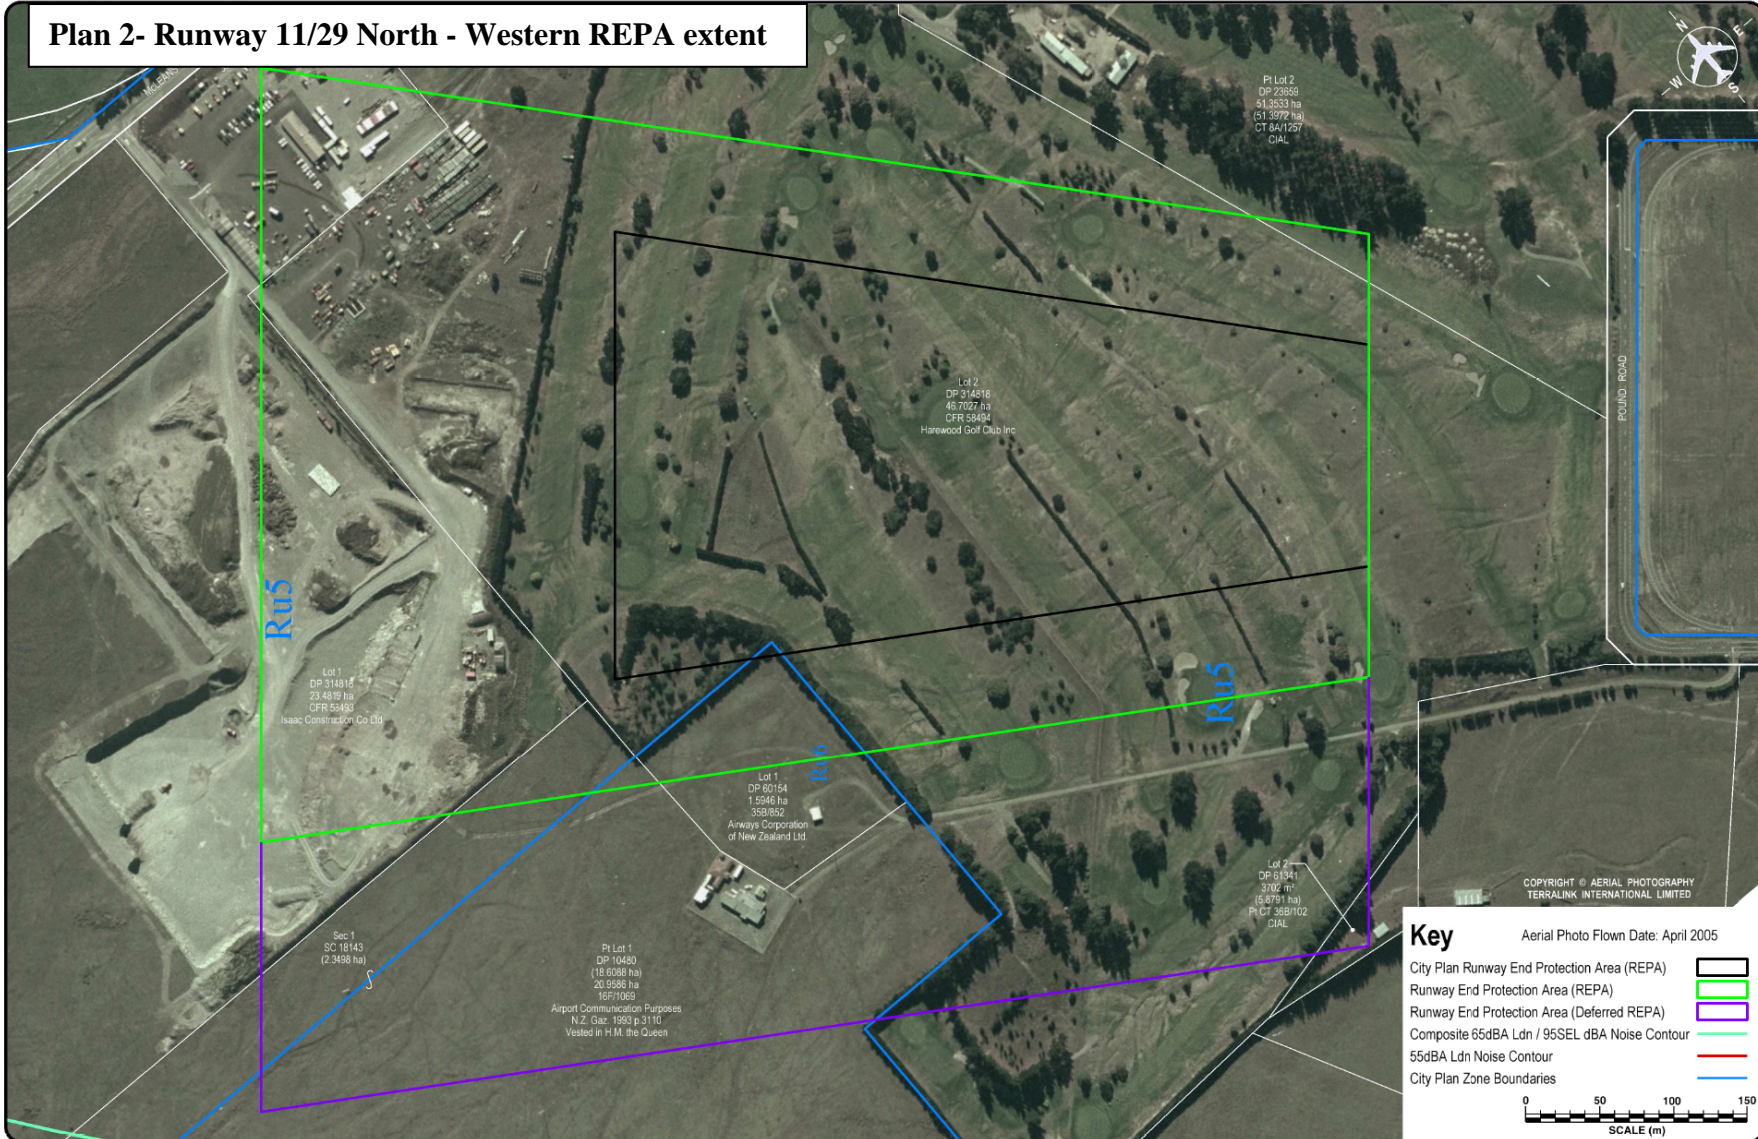 Plan 2- Runway 11/29 North - Western REPA extent
McLEANS
N
E
W
S
Pt Lot 2
DP 23659
51.3533 ha
(51.3972 ha)
CT 8A/1257
CIAL
POUND ROAD
Lot 2
DP 314818
46.7027 ha
CFR 58494
Harewood Golf Club Inc
Ru5
Lot 1
DP 314818
23.4819 ha
CFR 58493
Isaac Construction Co Ltd
Ru5
Ru6
Lot 1
DP 60154
1.5946 ha
35B/852
Airways Corporation
of New Zealand Ltd.
Lot 2
DP 61341
3702 m²
(5.8791 ha)
Pt CT 36B/102
CIAL
Sec 1
SC 18143
(2.3498 ha)
Pt Lot 1
DP 10480
(18.6088 ha)
20.9586 ha
16F/1069
Airport Communication Purposes
N.Z. Gaz. 1993 p.3110
Vested in H.M. the Queen
COPYRIGHT © AERIAL PHOTOGRAPHY
TERRALINK INTERNATIONAL LIMITED
Key
Aerial Photo Flown Date: April 2005
City Plan Runway End Protection Area (REPA)
Runway End Protection Area (REPA)
Runway End Protection Area (Deferred REPA)
Composite 65dBA Ldn / 95SEL dBA Noise Contour
55dBA Ldn Noise Contour
City Plan Zone Boundaries
0 50 100 150
SCALE (m)